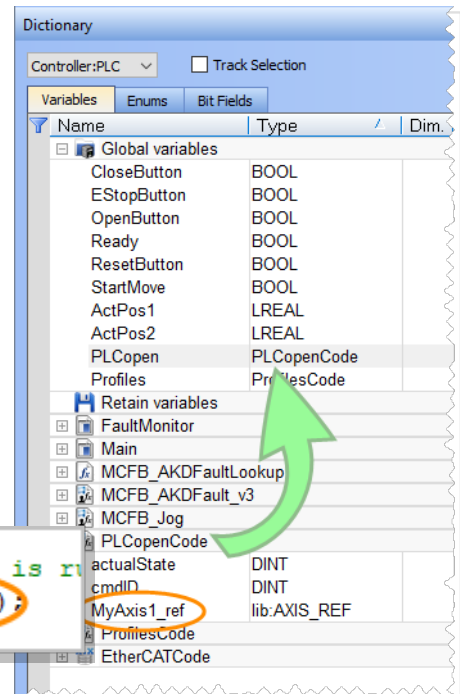 Dictionary
Controller:PLC Track Selection
Variables Enums Bit Fields
Name Type Dim.
Global variables
CloseButton BOOL
EStopButton BOOL
OpenButton BOOL
Ready BOOL
ResetButton BOOL
StartMove BOOL
ActPos1 LREAL
ActPos2 LREAL
PLCopen PLCopenCode
Profiles ProfilesCode
Retain variables
FaultMonitor
Main
MCFB_AKDFaultLookup
MCFB_AKDFault_v3
MCFB_Jog
PLCopenCode
is
actualState DINT
cmdID DINT
);
MyAxis1_ref lib:AXIS_REF
ProfilesCode
EtherCATCode